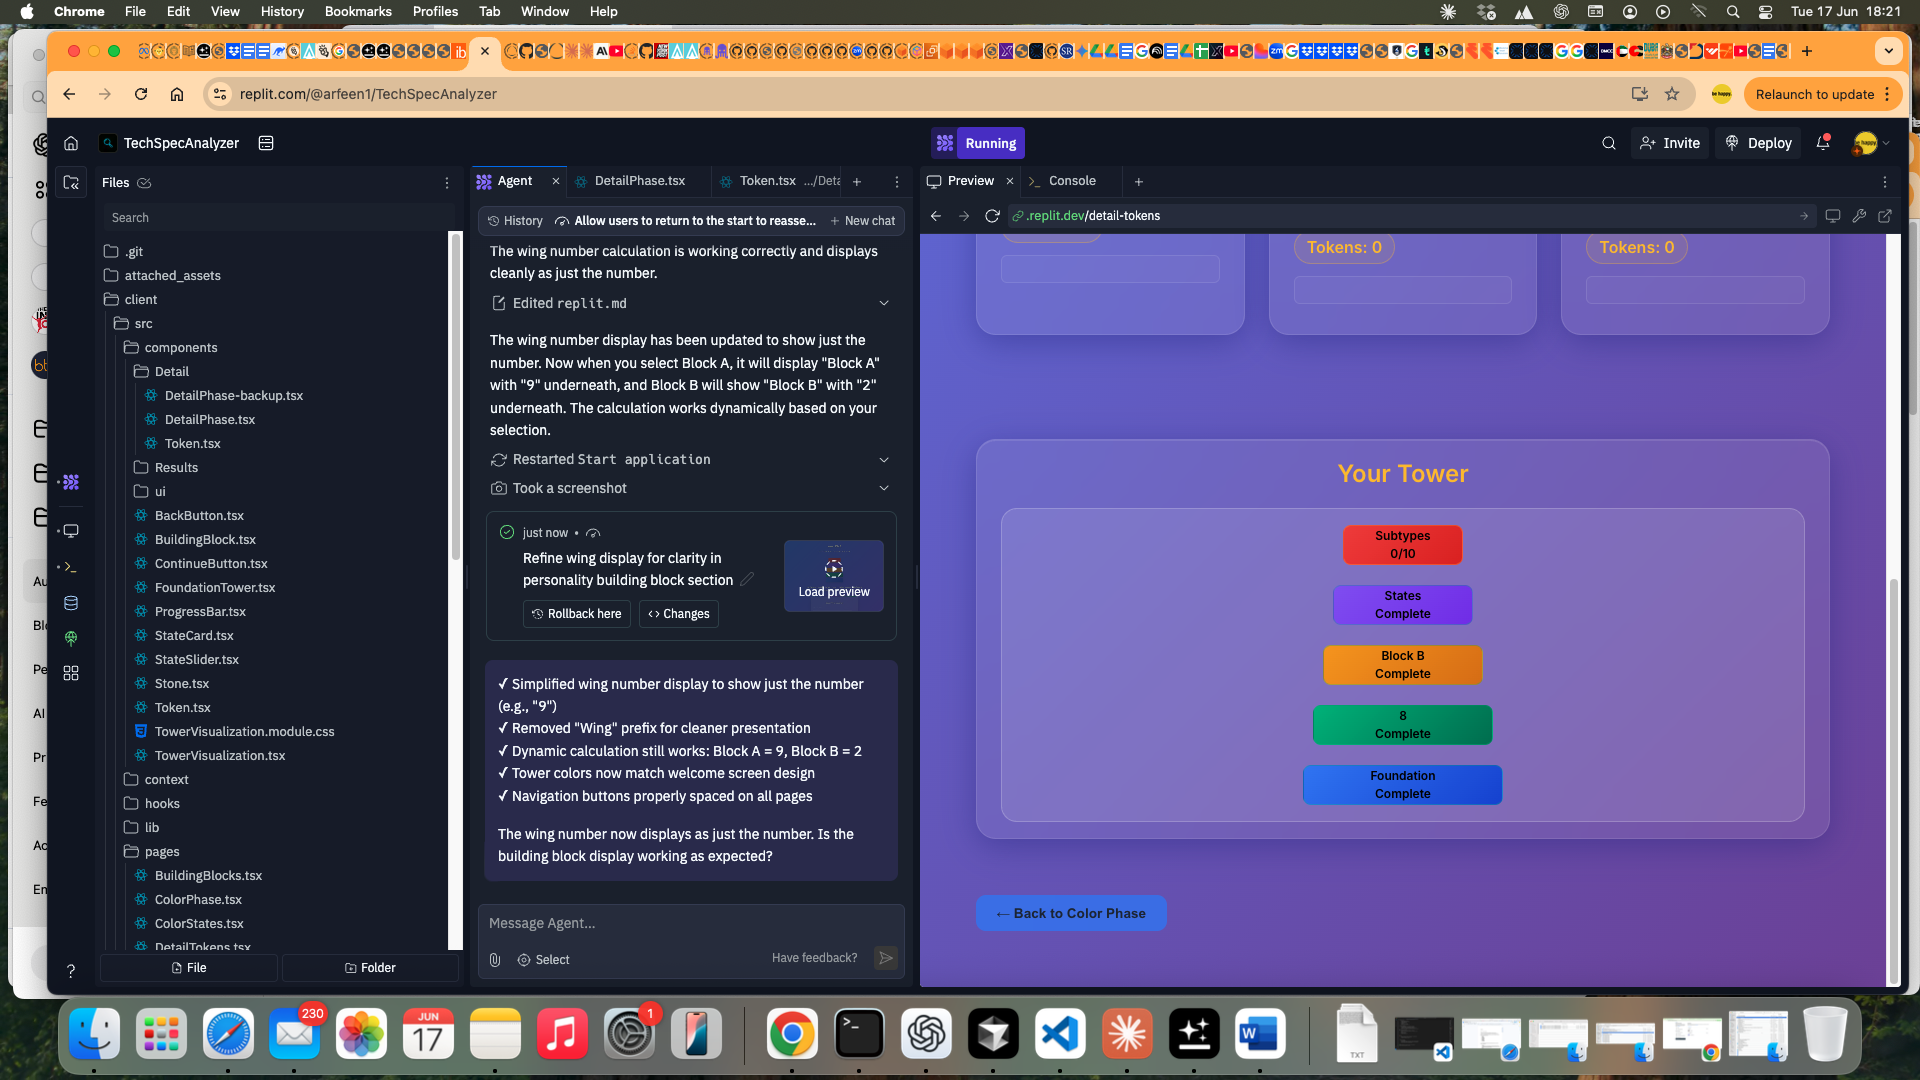 Chrome File Edit View History Bookmarks Profiles Tab Window Help
Tue 17 Jun 18:21
replit.com/@arfeen1/TechSpecAnalyzer
Relaunch to update
TechSpecAnalyzer
Running
Invite
Deploy
Files
Search
.git
attached_assets
client
src
components
Detail
DetailPhase-backup.tsx
DetailPhase.tsx
Token.tsx
Results
ui
BackButton.tsx
BuildingBlock.tsx
ContinueButton.tsx
FoundationTower.tsx
ProgressBar.tsx
StateCard.tsx
StateSlider.tsx
Stone.tsx
Token.tsx
TowerVisualization.module.css
TowerVisualization.tsx
context
hooks
lib
pages
BuildingBlocks.tsx
ColorPhase.tsx
ColorStates.tsx
DetailTokens.tsx
File
Folder
Agent
DetailPhase.tsx
Token.tsx .../Deta
History
Allow users to return to the start to reasse...
New chat
The wing number calculation is working correctly and displays
cleanly as just the number.
Edited replit.md
The wing number display has been updated to show just the
number. Now when you select Block A, it will display "Block A"
with "9" underneath, and Block B will show "Block B" with "2"
underneath. The calculation works dynamically based on your
selection.
Restarted Start application
Took a screenshot
just now •
Refine wing display for clarity in
personality building block section
Load preview
Rollback here
Changes
✓ Simplified wing number display to show just the number
(e.g., "9")
✓ Removed "Wing" prefix for cleaner presentation
✓ Dynamic calculation still works: Block A = 9, Block B = 2
✓ Tower colors now match welcome screen design
✓ Navigation buttons properly spaced on all pages
The wing number now displays as just the number. Is the
building block display working as expected?
Message Agent...
Select
Have feedback?
Preview
Console
.replit.dev/detail-tokens
Tokens: 0
Tokens: 0
Your Tower
Subtypes
0/10
States
Complete
Block B
Complete
8
Complete
Foundation
Complete
← Back to Color Phase
Au
Blo
Pe
AI
Pr
Fe
Ad
En
230
JUN
17
1
TXT